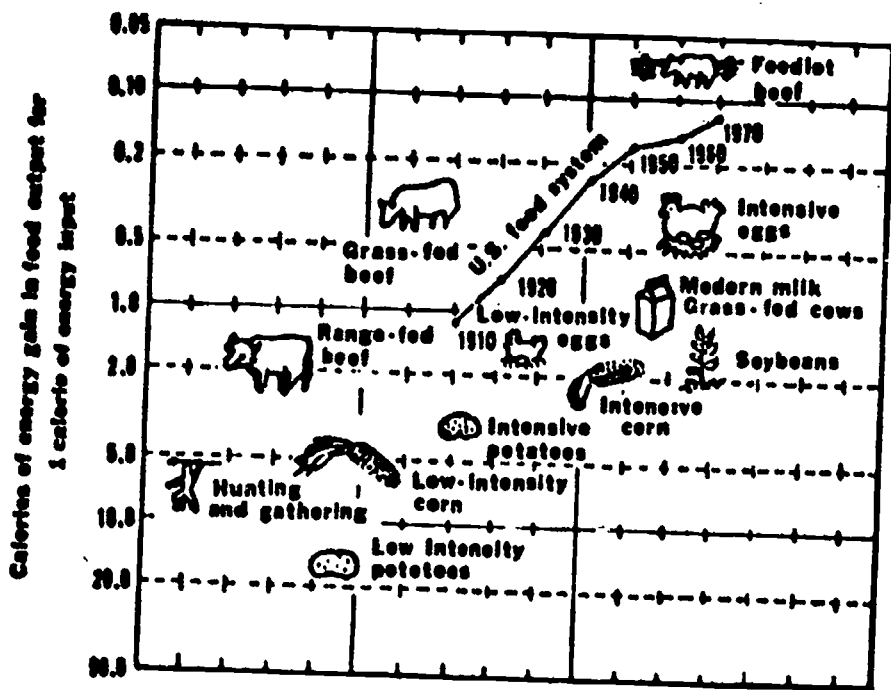 Calories of energy gain in food output for
1 calorie of energy input
0.05
0.10
0.2
0.5
1.0
2.0
5.0
10.0
20.0
Feedlot
beef
1970
1960
1950
1940
1930
1920
1910
U.S. food system
Grass-fed
beef
Intensive
eggs
Modern milk
Grass-fed cows
Low-intensity
eggs
Range-fed
beef
Soybeans
Intensive
corn
Intensive
potatoes
Low-intensity
corn
Hunting
and gathering
Low intensity
potatoes